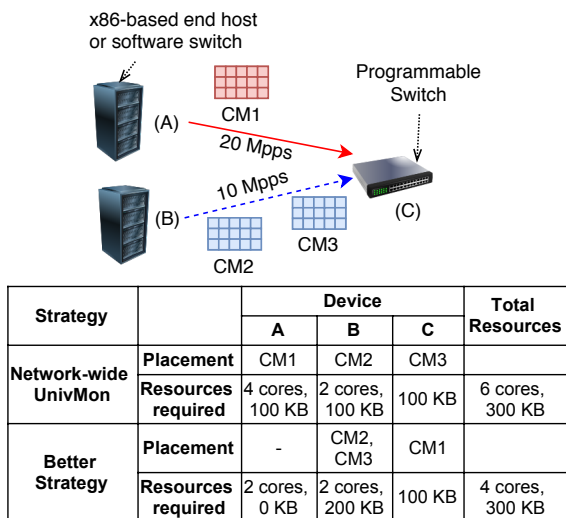 x86-based end host
or software switch
Programmable
Switch
(A)
CM1
20 Mpps
10 Mpps
(B)
(C)
CM2
CM3
Strategy
Device
Total
Resources
A
B
C
Network-wide
UnivMon
Placement
CM1
CM2
CM3
Resources
required
4 cores,
100 KB
2 cores,
100 KB
100 KB
6 cores,
300 KB
Better
Strategy
Placement
-
CM2,
CM3
CM1
Resources
required
2 cores,
0 KB
2 cores,
200 KB
100 KB
4 cores,
300 KB